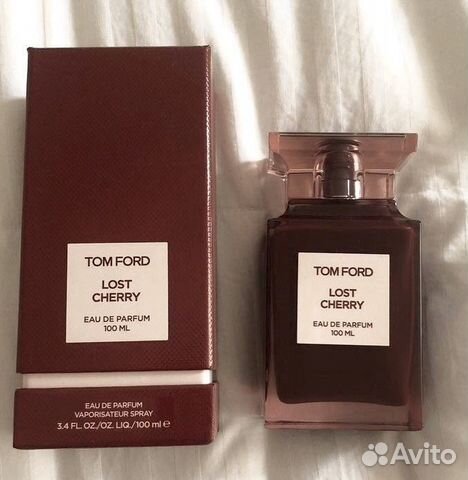 TOM FORD
LOST
CHERRY
EAU DE PARFUM
100 ML
EAU DE PARFUM
VAPORISATEUR SPRAY
3.4 FL. OZ./OZ. LIQ./100 ml ℮
TOM FORD
LOST
CHERRY
EAU DE PARFUM
100 ML
Avito